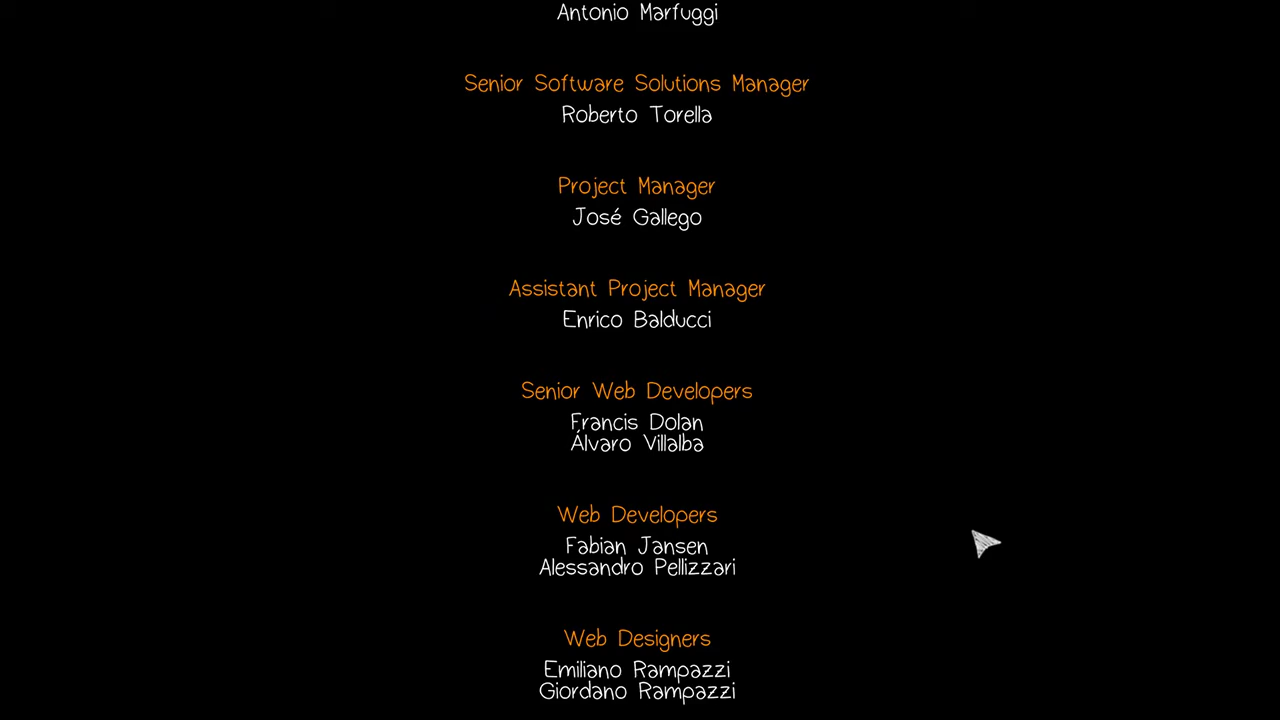 Antonio Marfuggi
Senior Software Solutions Manager
Roberto Torella
Project Manager
José Gallego
Assistant Project Manager
Enrico Balducci
Senior Web Developers
Francis Dolan
Álvaro Villalba
Web Developers
Fabian Jansen
Alessandro Pellizzari
Web Designers
Emiliano Rampazzi
Giordano Rampazzi